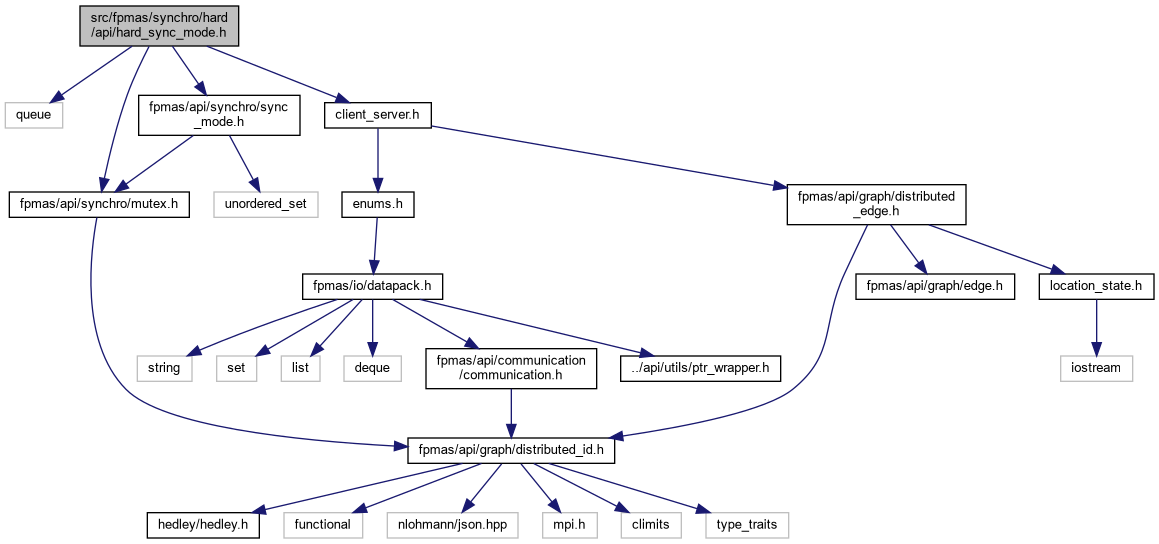 src/fpmas/synchro/hard
/api/hard_sync_mode.h
queue
fpmas/api/synchro/sync
_mode.h
client_server.h
fpmas/api/synchro/mutex.h
unordered_set
enums.h
fpmas/api/graph/distributed
_edge.h
fpmas/io/datapack.h
fpmas/api/graph/edge.h
location_state.h
string
set
list
deque
fpmas/api/communication
/communication.h
../api/utils/ptr_wrapper.h
iostream
fpmas/api/graph/distributed_id.h
hedley/hedley.h
functional
nlohmann/json.hpp
mpi.h
climits
type_traits